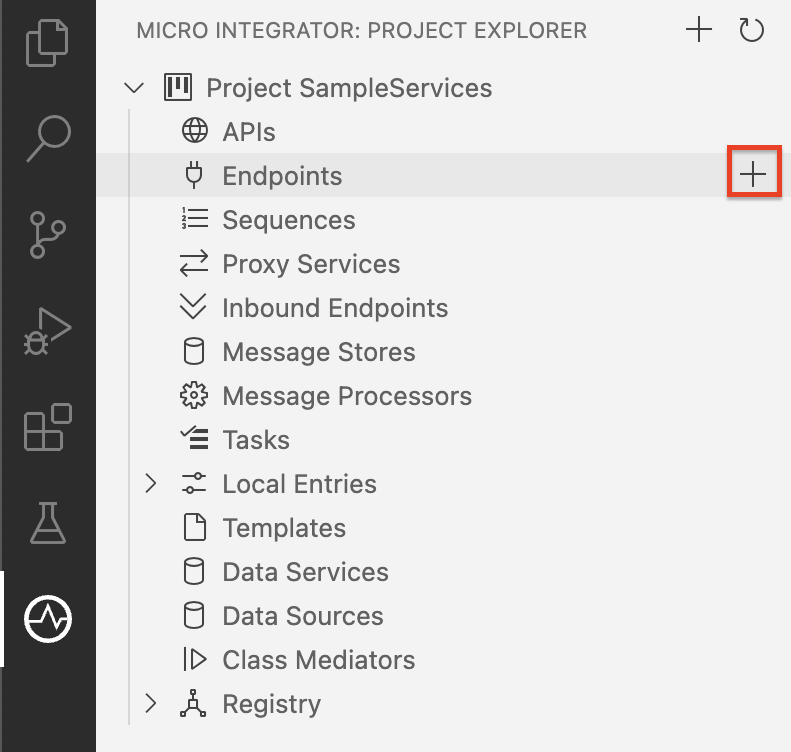 MICRO INTEGRATOR: PROJECT EXPLORER
Project SampleServices
APIs
Endpoints
Sequences
Proxy Services
Inbound Endpoints
Message Stores
Message Processors
Tasks
Local Entries
Templates
Data Services
Data Sources
Class Mediators
Registry